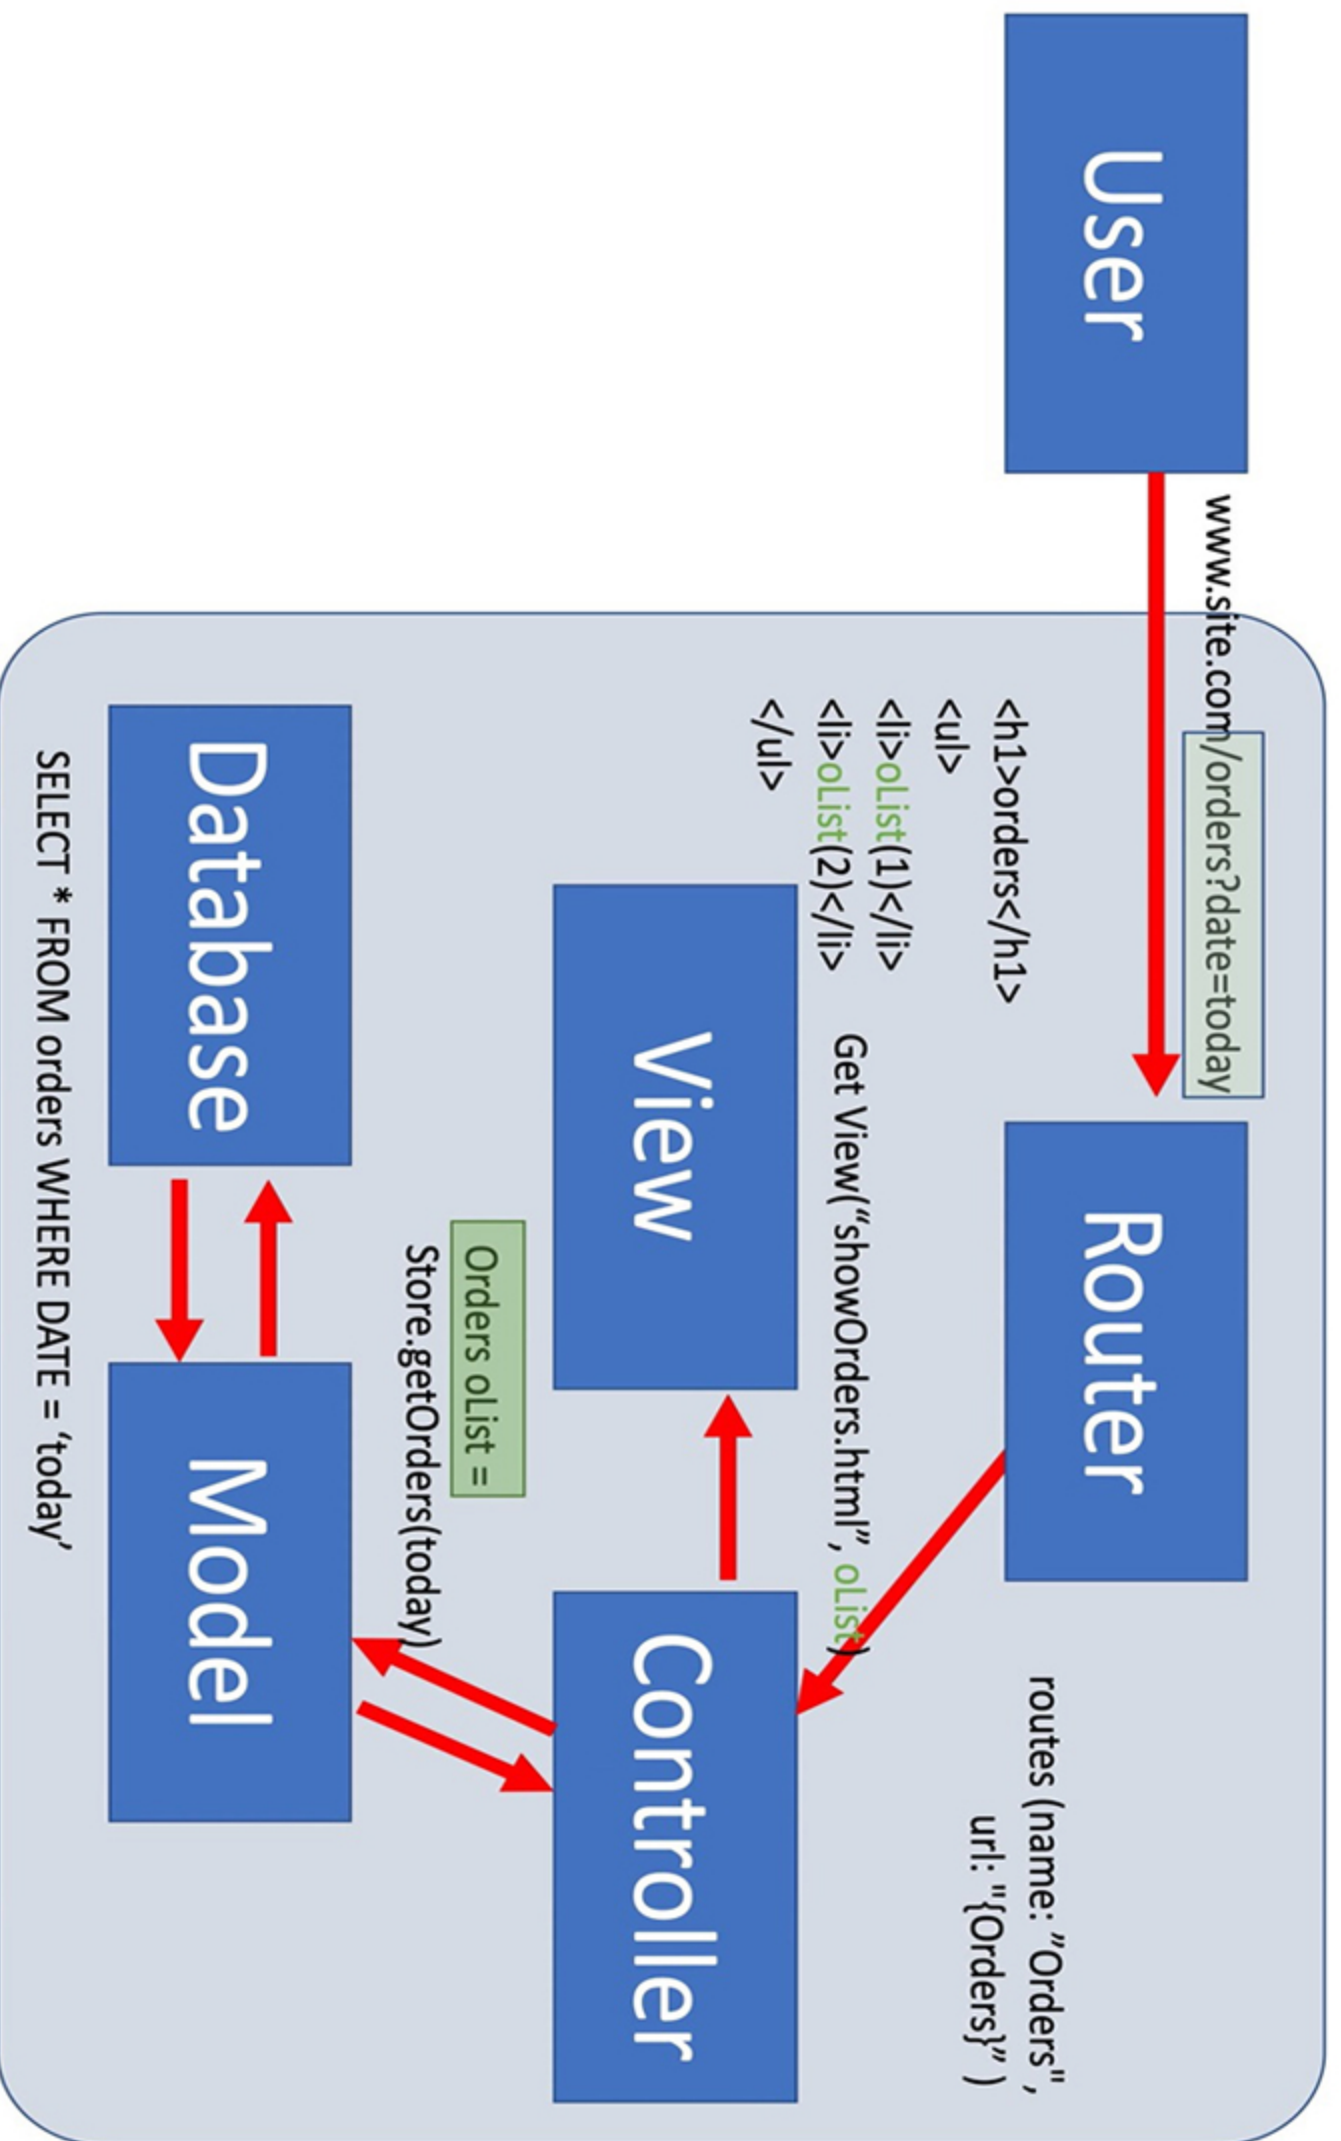 User
www.site.com/orders?date=today
Router
routes (name: ”Orders",
url: "{Orders}” )
<h1>orders</h1>
<ul>
<li>oList(1)</li>
<li>oList(2)</li>
</ul>
Get View(“showOrders.html”, oList)
View
Controller
Orders oList =
Store.getOrders(today)
Database
Model
SELECT * FROM orders WHERE DATE = ‘today’